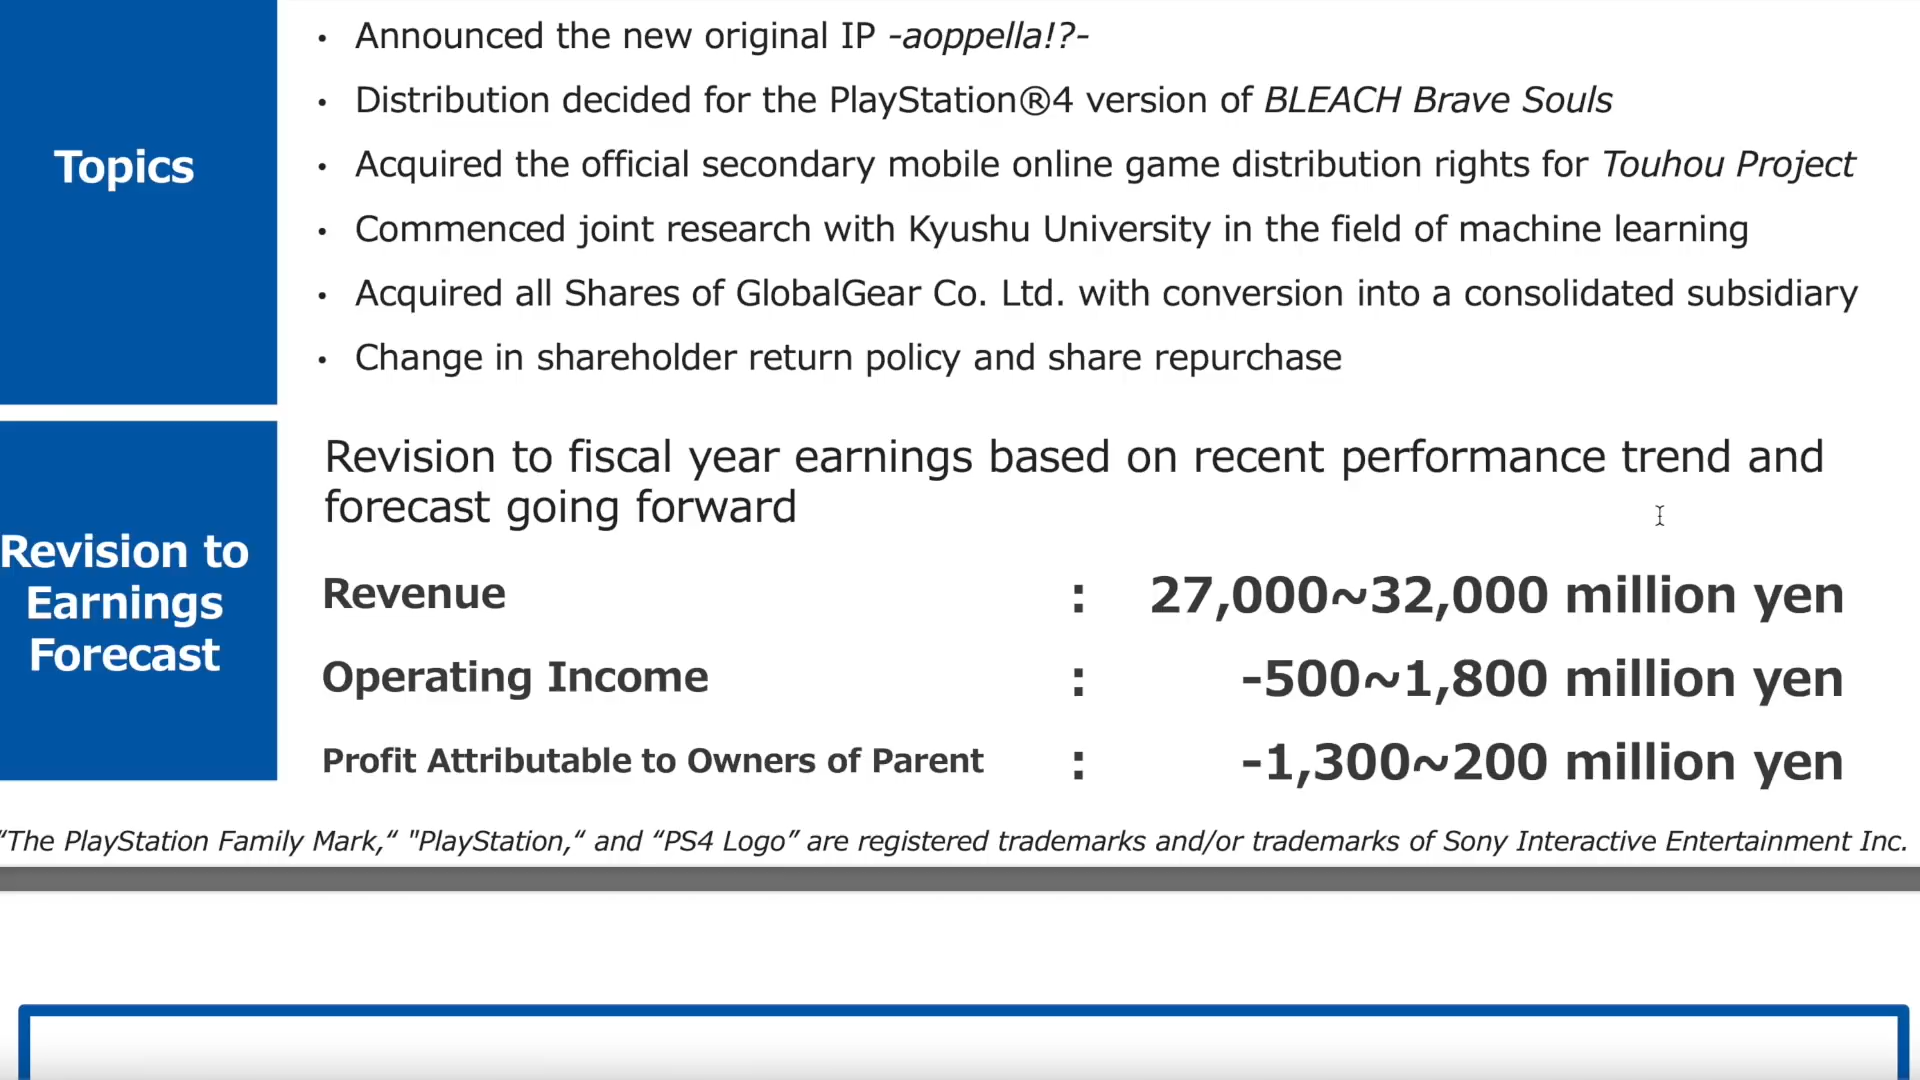 Topics
• Announced the new original IP -aoppella!?-
• Distribution decided for the PlayStation®4 version of BLEACH Brave Souls
• Acquired the official secondary mobile online game distribution rights for Touhou Project
• Commenced joint research with Kyushu University in the field of machine learning
• Acquired all Shares of GlobalGear Co. Ltd. with conversion into a consolidated subsidiary
• Change in shareholder return policy and share repurchase
Revision to
Earnings
Forecast
Revision to fiscal year earnings based on recent performance trend and
forecast going forward
Revenue : 27,000~32,000 million yen
Operating Income : -500~1,800 million yen
Profit Attributable to Owners of Parent : -1,300~200 million yen
“The PlayStation Family Mark,“ "PlayStation,“ and “PS4 Logo” are registered trademarks and/or trademarks of Sony Interactive Entertainment Inc.